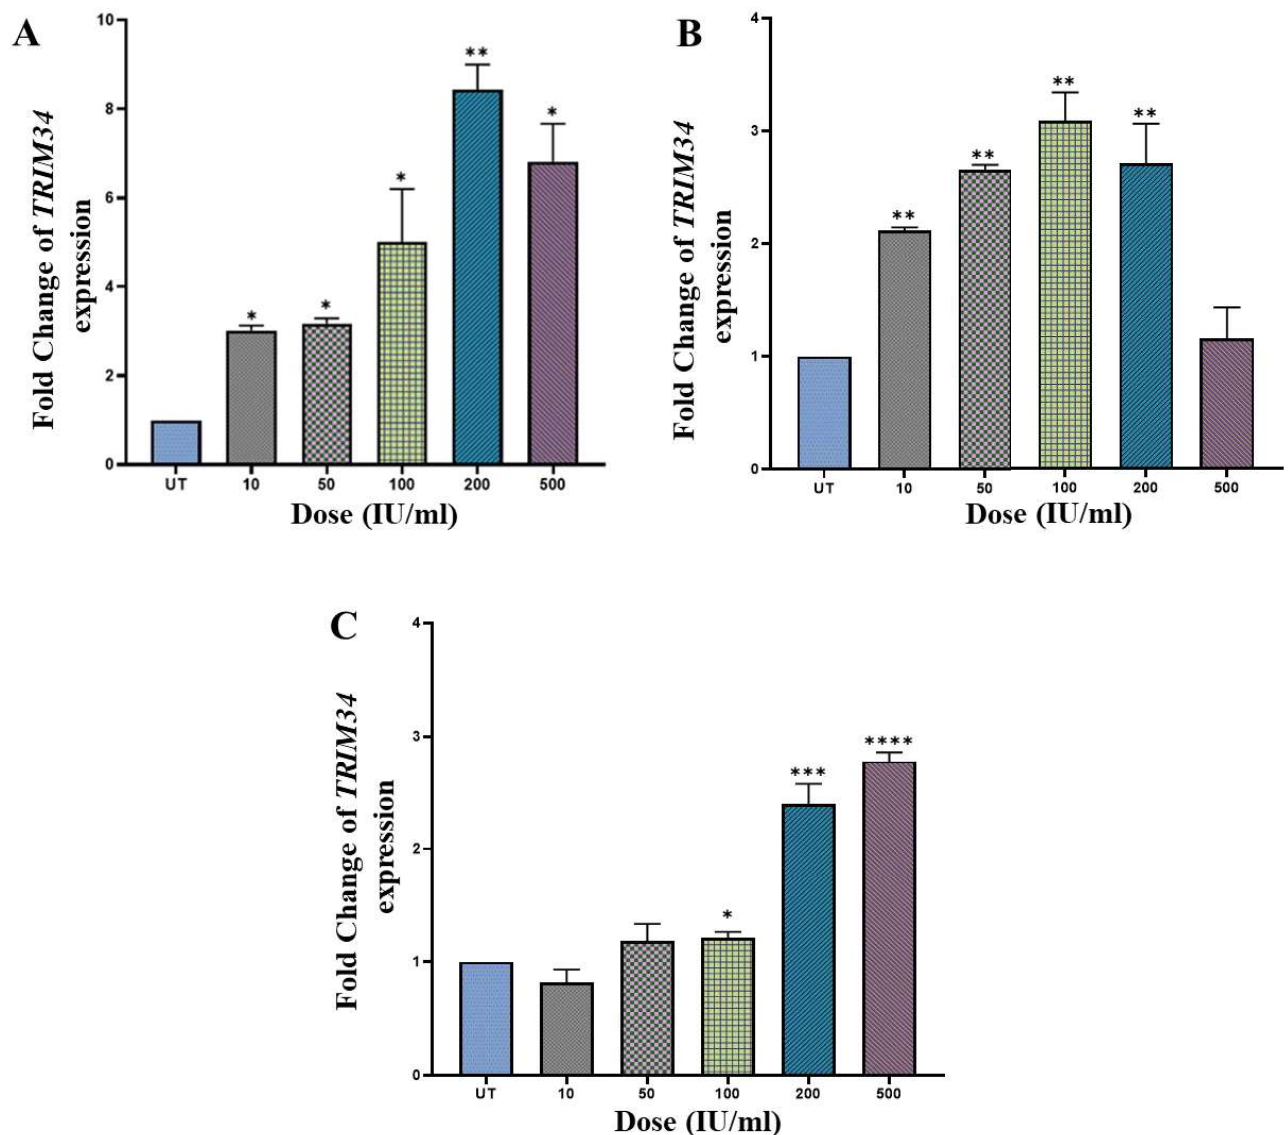 A
Fold Change of TRIM34
expression
10
8
6
4
2
0
*
*
*
**
*
UT 10 50 100 200 500
Dose (IU/ml)
B
Fold Change of TRIM34
expression
4
3
2
1
0
**
**
**
**
UT 10 50 100 200 500
Dose (IU/ml)
C
Fold Change of TRIM34
expression
4
3
2
1
0
*
***
****
UT 10 50 100 200 500
Dose (IU/ml)